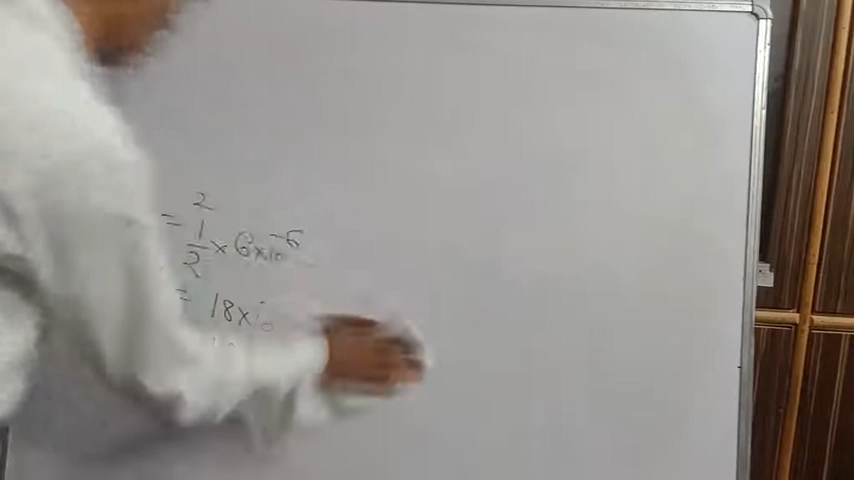 2
= 1/2 × 6×10^-6
= 18×10